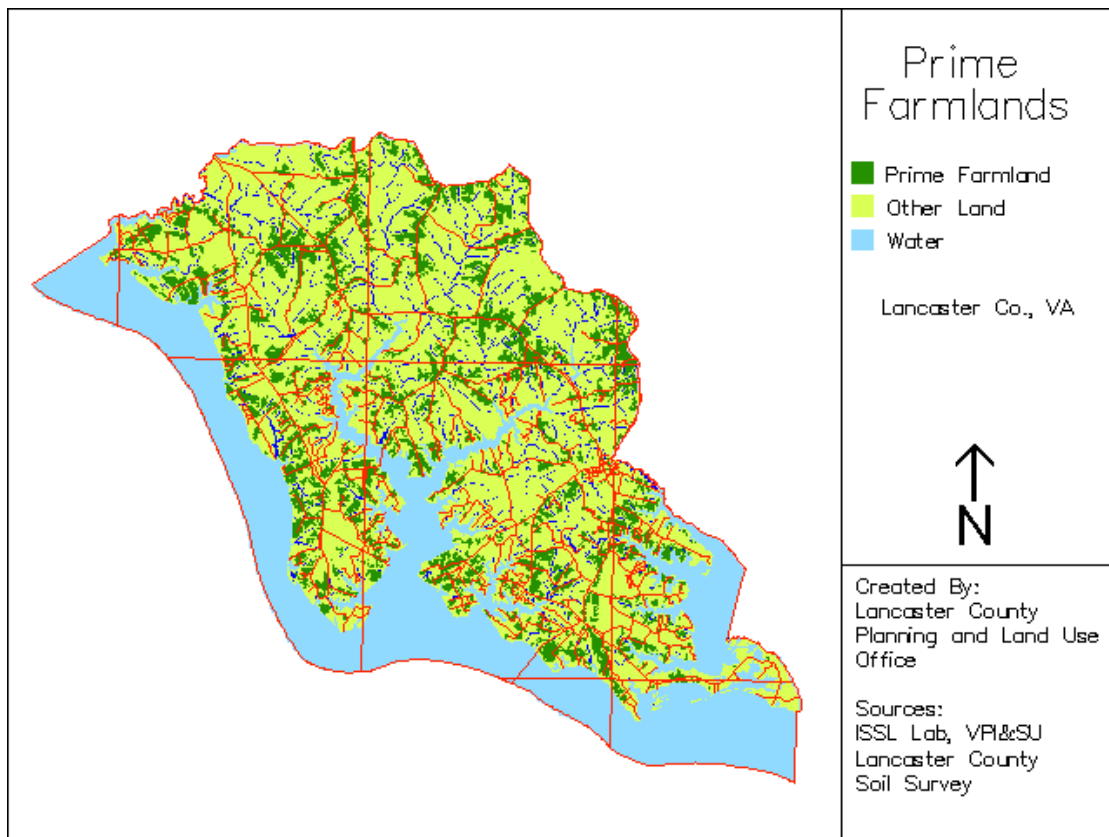 Prime
Farmlands
Prime Farmland
Other Land
Water
Lancaster Co., VA
N
Created By:
Lancaster County
Planning and Land Use
Office
Sources:
ISSL Lab, VPI&SU
Lancaster County
Soil Survey